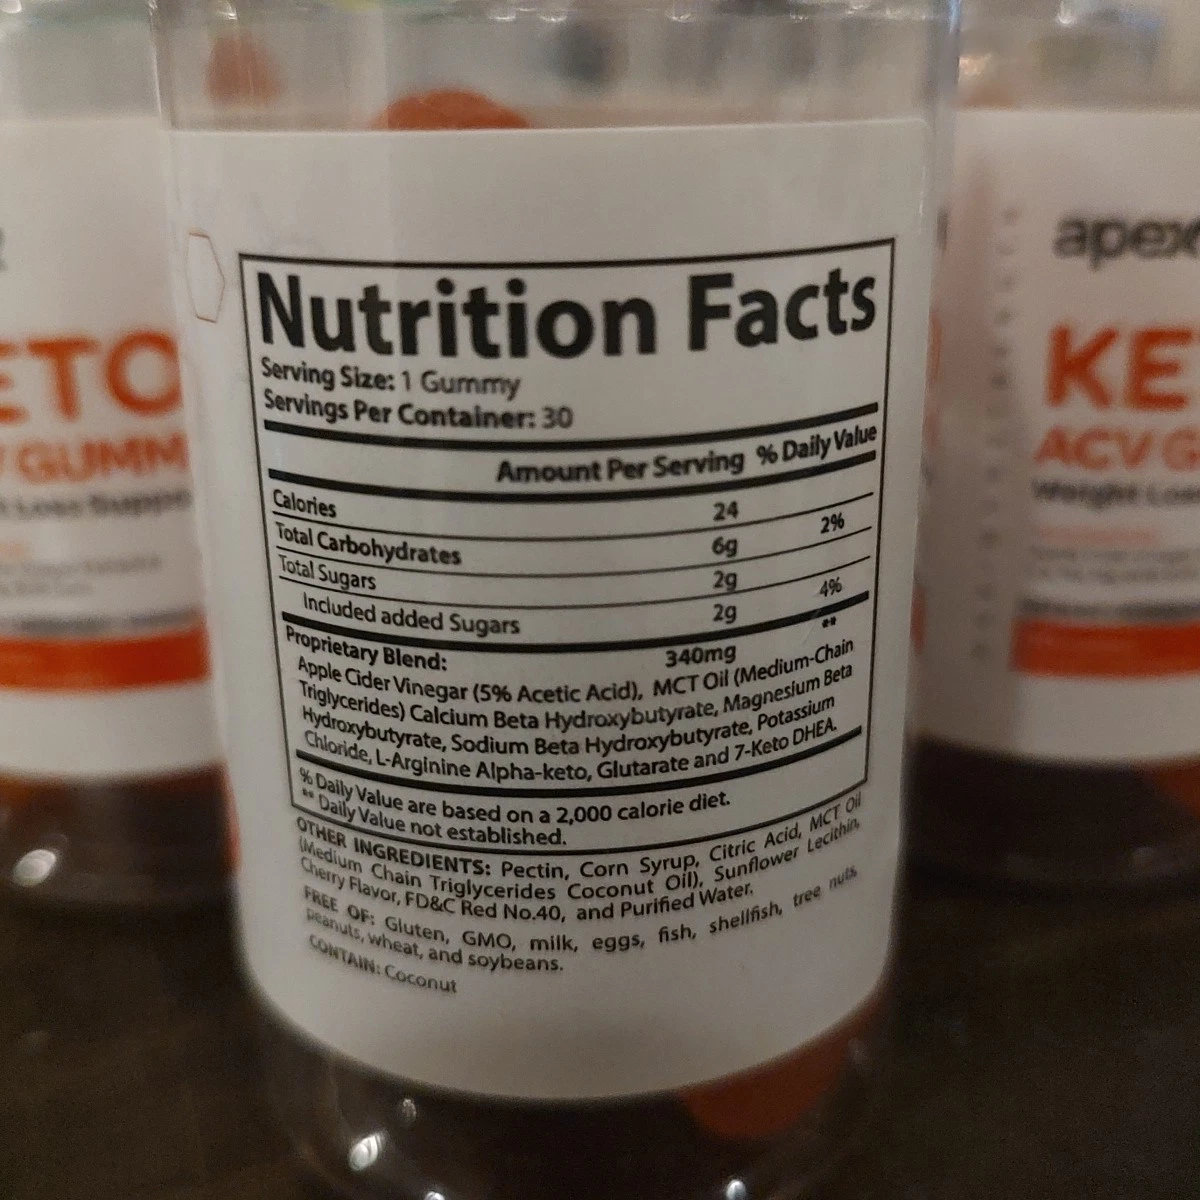 Nutrition Facts
Serving Size: 1 Gummy
Servings Per Container: 30
Amount Per Serving % Daily Value
Calories 24
Total Carbohydrates 6g 2%
Total Sugars 2g
Included added Sugars 2g 4%
Proprietary Blend: 340mg **
Apple Cider Vinegar (5% Acetic Acid), MCT Oil (Medium-Chain
Triglycerides) Calcium Beta Hydroxybutyrate, Magnesium Beta
Hydroxybutyrate, Sodium Beta Hydroxybutyrate, Potassium
Chloride, L-Arginine Alpha-keto, Glutarate and 7-Keto DHEA.
% Daily Value are based on a 2,000 calorie diet.
** Daily Value not established.
OTHER INGREDIENTS: Pectin, Corn Syrup, Citric Acid, MCT Oil
(Medium Chain Triglycerides Coconut Oil), Sunflower Lecithin,
Cherry Flavor, FD&C Red No.40, and Purified Water.
FREE OF: Gluten, GMO, milk, eggs, fish, shellfish, tree nuts,
peanuts, wheat, and soybeans.
CONTAIN: Coconut
ETO
GUMM
Loss Suppo
apex
KE
ACV G
Weight Los